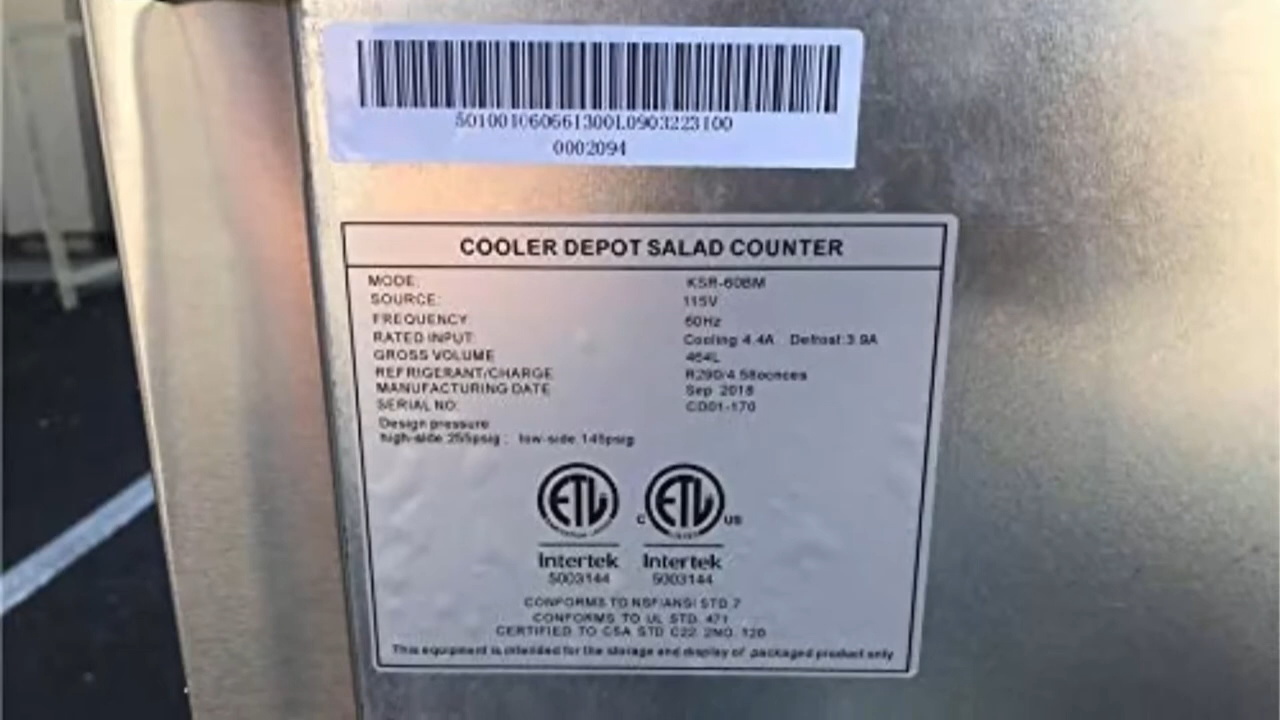 501001060661300L0903223100
0002094
COOLER DEPOT SALAD COUNTER
MODE: KSR-60BM
SOURCE: 115V
FREQUENCY 60Hz
RATED INPUT: Cooling 4.4A Defrost:3.9A
GROSS VOLUME 464L
REFRIGERANT/CHARGE R290/4.58ocnces
MANUFACTURING DATE Sep 2018
SERIAL NO: CD01-170
Design pressure
high-side:255psig ; low-side:145psig
ETL ETL
C US
Intertek Intertek
5003144 5003144
CONFORMS TO NSF/ANSI STD 7
CONFORMS TO UL STD. 471
CERTIFIED TO CSA STD C22. 2NO. 120
This equipment is intended for the storage and display of packaged product only